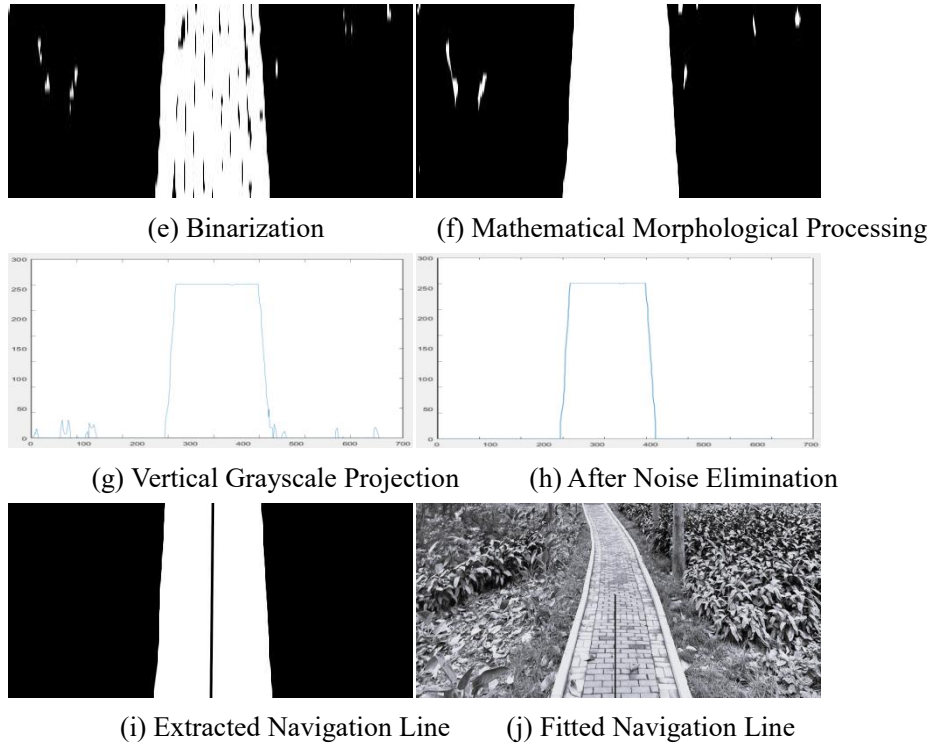 (e) Binarization (f) Mathematical Morphological Processing
300
250
200
150
100
50
0
0 100 200 300 400 500 600 700
300
250
200
150
100
50
0
0 100 200 300 400 500 600 700
(g) Vertical Grayscale Projection (h) After Noise Elimination
(i) Extracted Navigation Line (j) Fitted Navigation Line